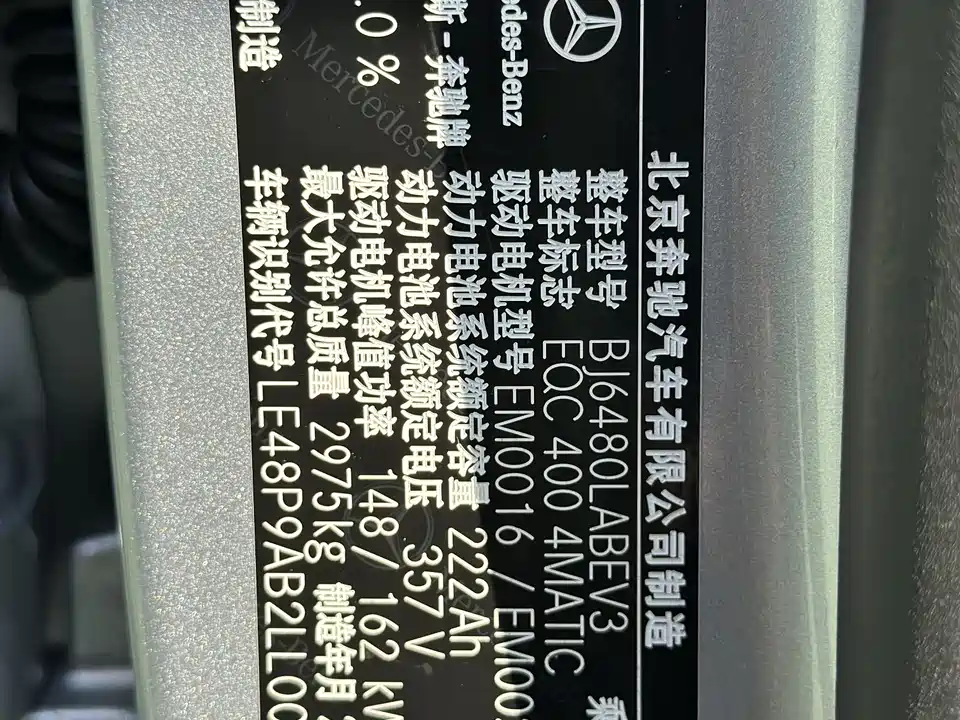 北京奔驰汽车有限公司制造
整车型号 BJ6480LABEV3 乘
整车标志 EQC 400 4MATIC
edes-Benz 驱动电机型号 EM0016 / EM00
斯-奔驰牌 动力电池系统额定容量 222Ah
动力电池系统额定电压 357V
.0 % 驱动电机峰值功率 148/ 162 kW
最大允许总质量 2975kg 制造年月
制造 车辆识别代号 LE48P9AB2LL00